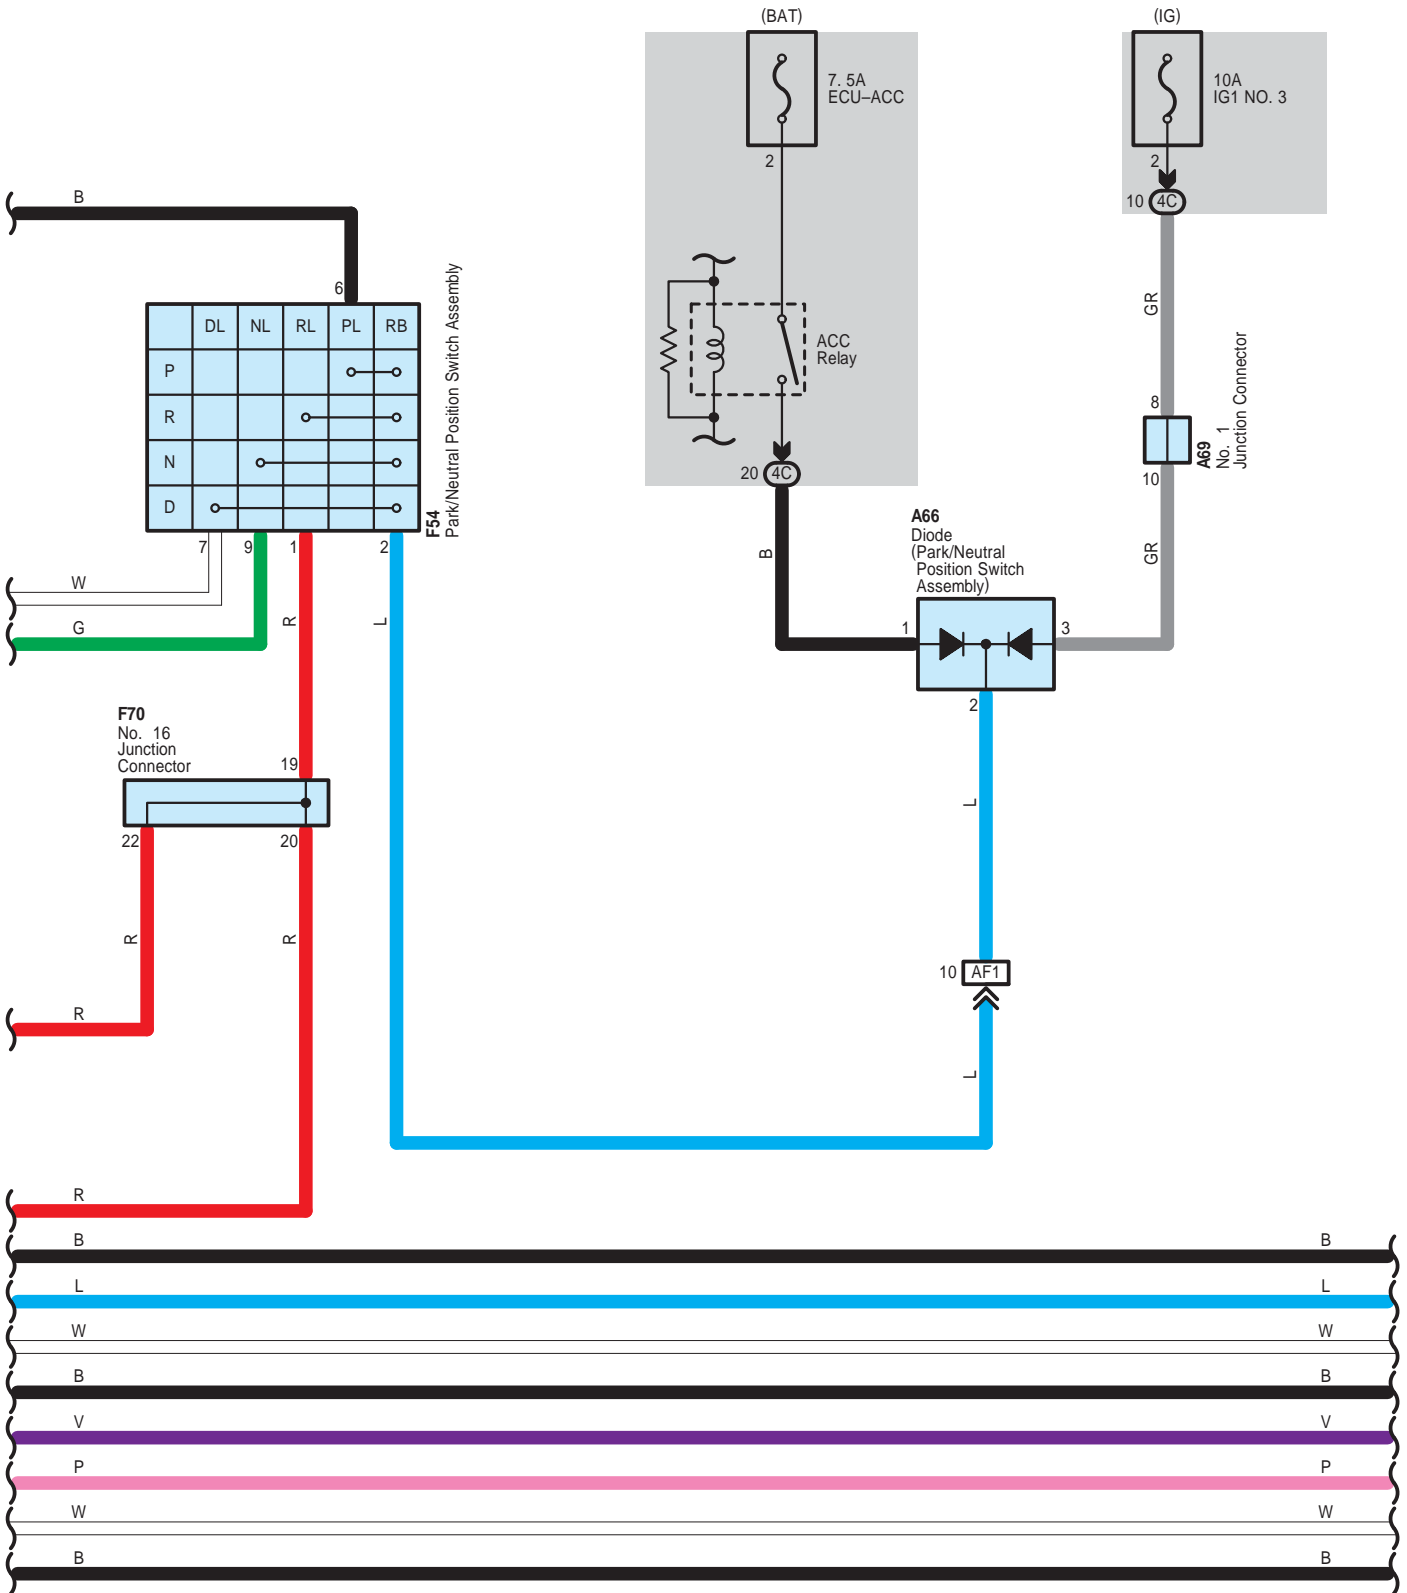 (BAT)
(IG)
7. 5A
ECU–ACC
10A
IG1 NO. 3
2
2
10 4C
B
6
DL NL RL PL RB
P
R
N
D
F54
Park/Neutral Position Switch Assembly
7 9 1 2
W
G
R
L
ACC
Relay
20 4C
B
GR
8
A69
No. 1
Junction Connector
10
GR
A66
Diode
(Park/Neutral
Position Switch
Assembly)
1
3
2
L
10 AF1
L
F70
No. 16
Junction
Connector
19
22
20
R
R
R
R
B B
L L
W W
B B
V V
P P
W W
B B